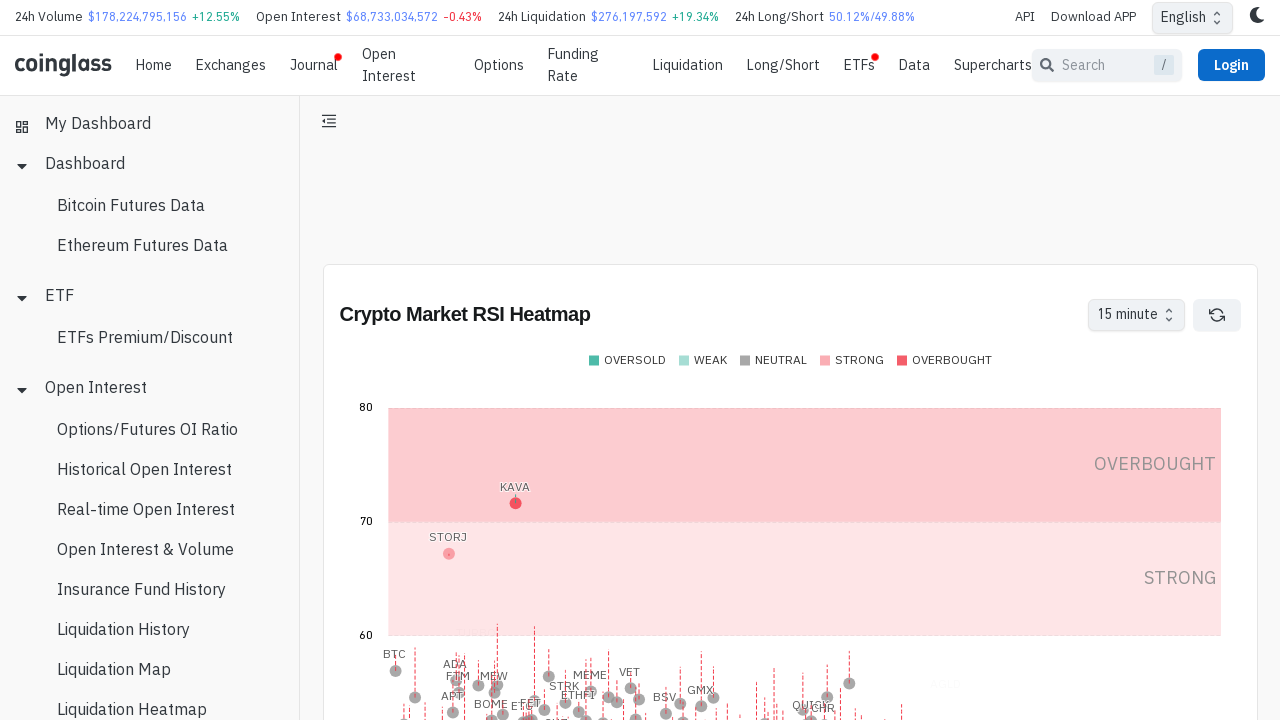 24h Volume $178,224,795,156 +12.55% Open Interest $68,733,034,572 -0.43% 24h Liquidation $276,197,592 +19.34% 24h Long/Short 50.12%/49.88% API Download APP English
coinglass Home Exchanges Journal Open Interest Options Funding Rate Liquidation Long/Short ETFs Data Supercharts Search / Login
My Dashboard
Dashboard
Bitcoin Futures Data
Ethereum Futures Data
ETF
ETFs Premium/Discount
Open Interest
Options/Futures OI Ratio
Historical Open Interest
Real-time Open Interest
Open Interest & Volume
Insurance Fund History
Liquidation History
Liquidation Map
Liquidation Heatmap
Crypto Market RSI Heatmap 15 minute
OVERSOLD WEAK NEUTRAL STRONG OVERBOUGHT
80
OVERBOUGHT
KAVA
70
STORJ
STRONG
60
BTC
ADA
FTM MEW MEME VET
STRK GMX
APT ETHFI BSV
BOME FET